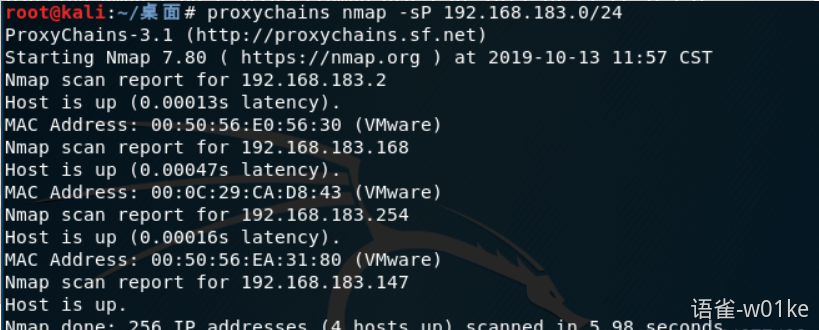 root@kali:~/桌面# proxychains nmap -sP 192.168.183.0/24
ProxyChains-3.1 (http://proxychains.sf.net)
Starting Nmap 7.80 ( https://nmap.org ) at 2019-10-13 11:57 CST
Nmap scan report for 192.168.183.2
Host is up (0.00013s latency).
MAC Address: 00:50:56:E0:56:30 (VMware)
Nmap scan report for 192.168.183.168
Host is up (0.00047s latency).
MAC Address: 00:0C:29:CA:D8:43 (VMware)
Nmap scan report for 192.168.183.254
Host is up (0.00016s latency).
MAC Address: 00:50:56:EA:31:80 (VMware)
Nmap scan report for 192.168.183.147
Host is up.
Nmap done: 256 IP addresses (4 hosts up) scanned in 5.98 seconds
语雀-w01ke